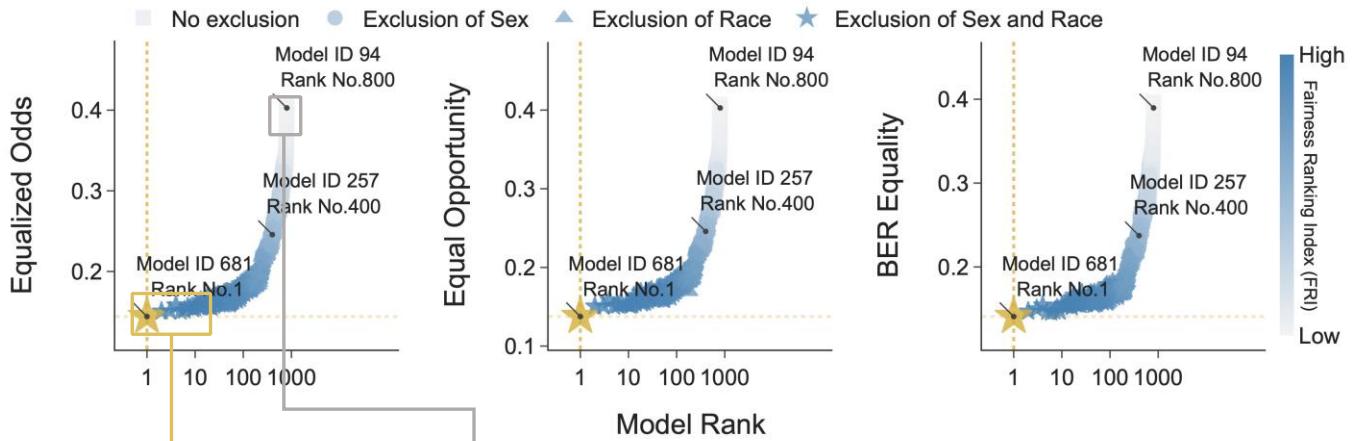 No exclusion Exclusion of Sex Exclusion of Race Exclusion of Sex and Race
Equalized Odds
0.4
0.3
0.2
Model ID 94
Rank No.800
Model ID 257
Rank No.400
Model ID 681
Rank No.1
1 10 100 1000
Equal Opportunity
0.4
0.3
0.2
0.1
Model ID 94
Rank No.800
Model ID 257
Rank No.400
Model ID 681
Rank No.1
1 10 100 1000
BER Equality
0.4
0.3
0.2
Model ID 94
Rank No.800
Model ID 257
Rank No.400
Model ID 681
Rank No.1
1 10 100 1000
High
Fairness Ranking Index (FRI)
Low
Model Rank